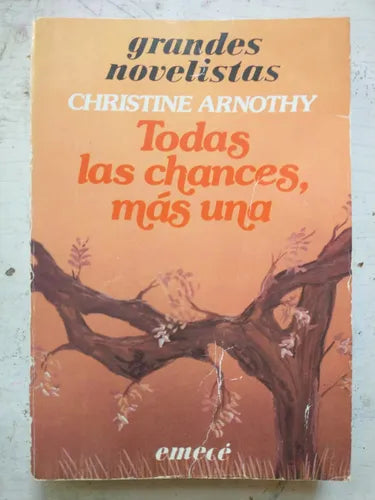 grandes
novelistas
CHRISTINE ARNOTHY
Todas
las chances,
más una
emecé